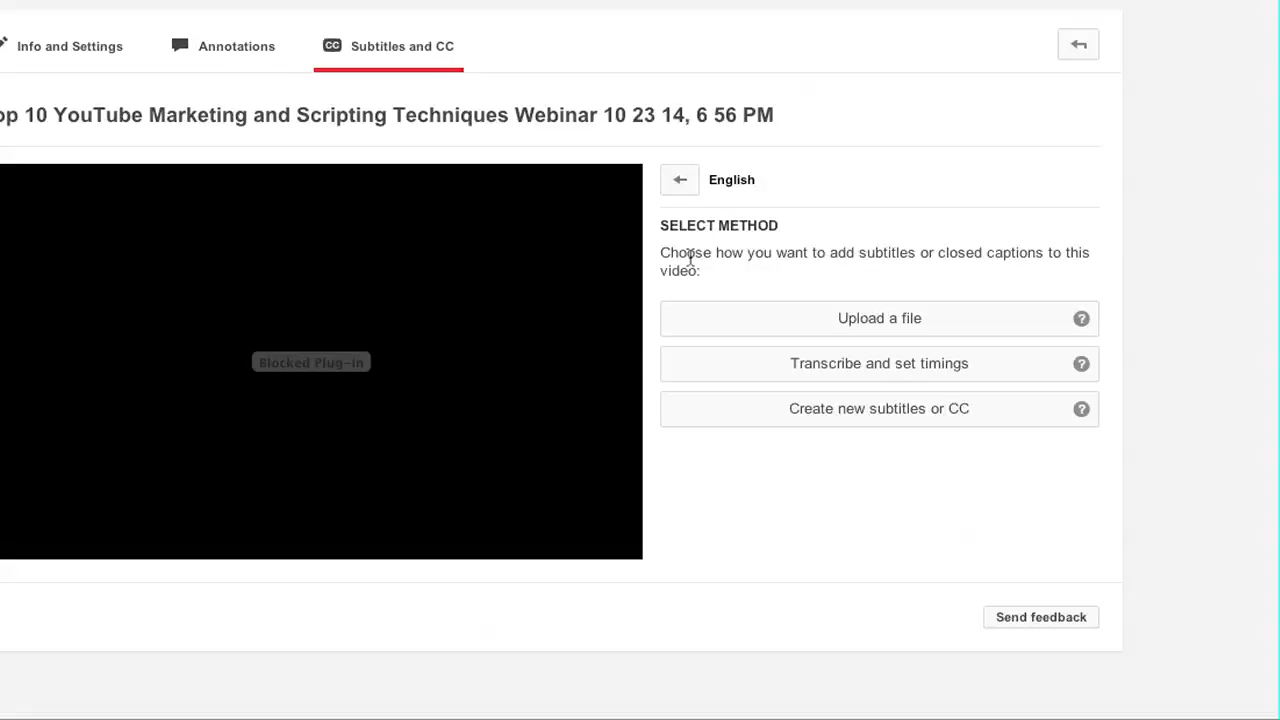 Info and Settings
Annotations
CC
Subtitles and CC
op 10 YouTube Marketing and Scripting Techniques Webinar 10 23 14, 6 56 PM
English
SELECT METHOD
Choose how you want to add subtitles or closed captions to this
video:
Blocked Plug-in
Upload a file ?
Transcribe and set timings ?
Create new subtitles or CC ?
Send feedback